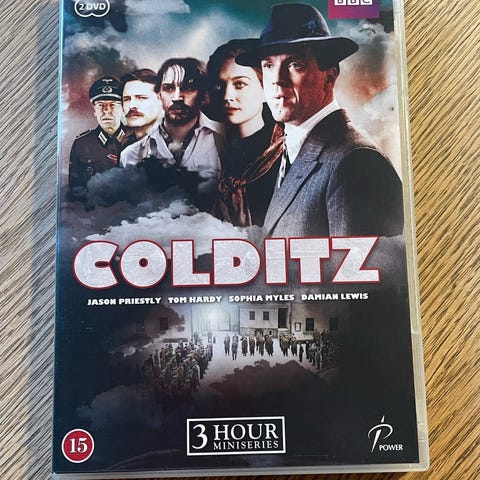 2 DVD
BBC
COLDITZ
JASON PRIESTLY TOM HARDY SOPHIA MYLES DAMIAN LEWIS
15
3 HOUR
MINISERIES
POWER